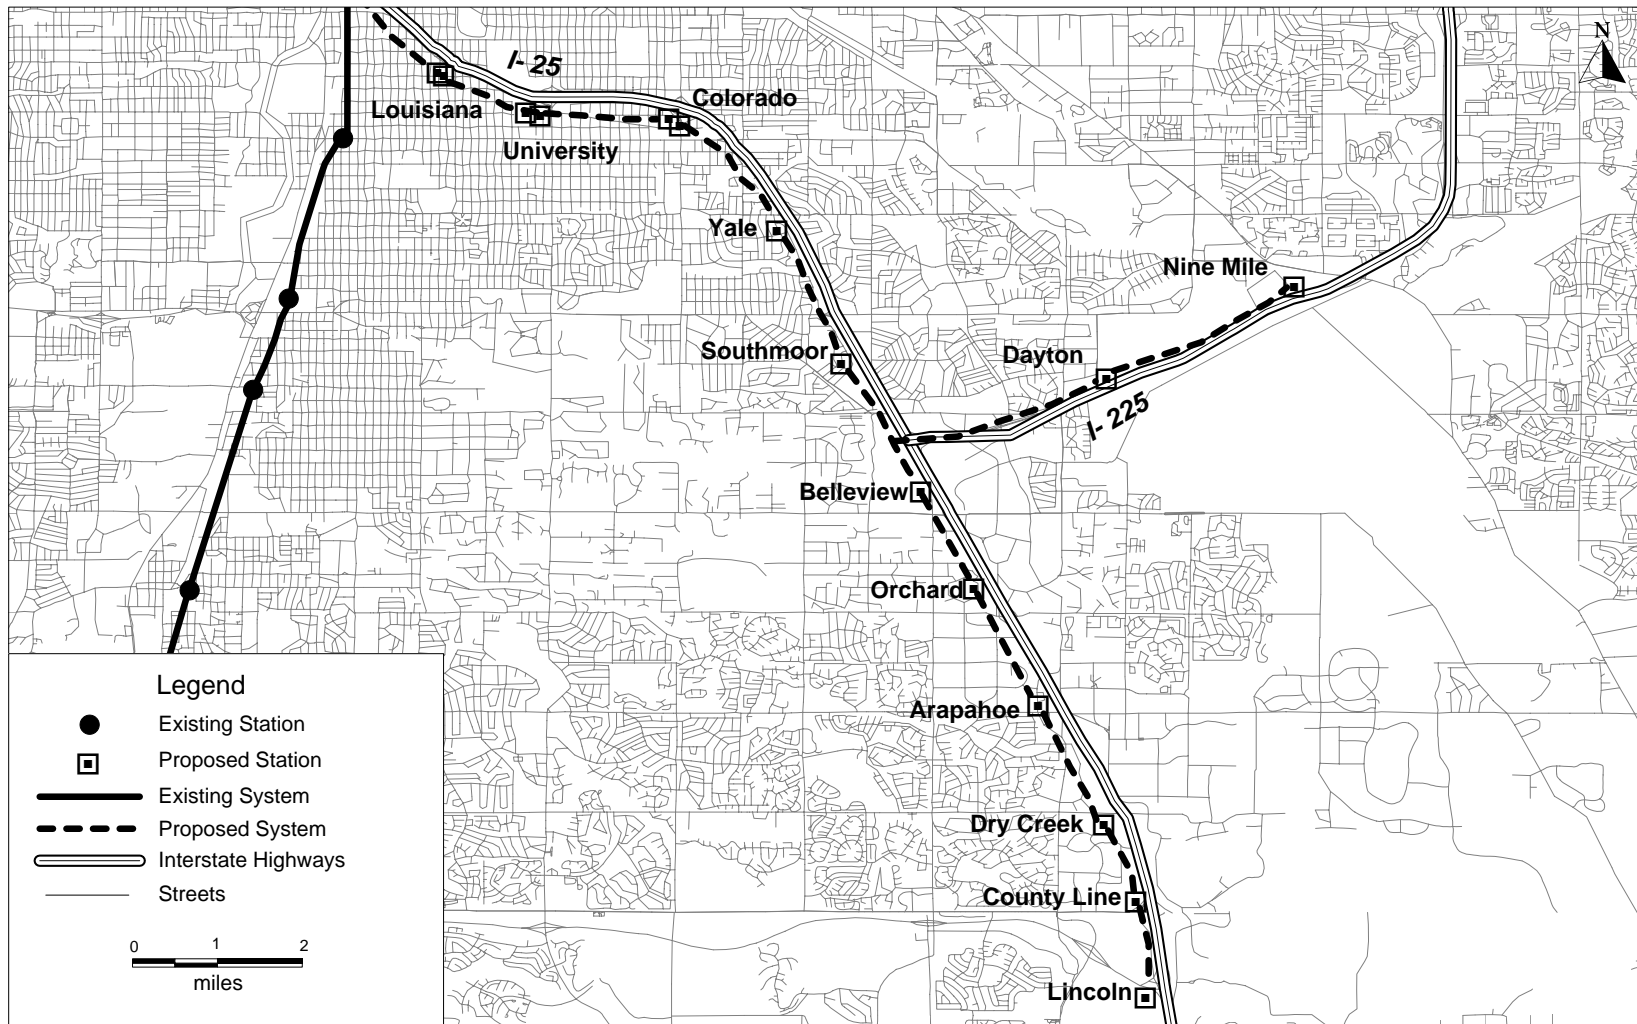 N
I- 25
Colorado
Louisiana
University
Yale
Nine Mile
Southmoor
Dayton
I- 225
Belleview
Orchard
Arapahoe
Dry Creek
County Line
Lincoln
Legend
Existing Station
Proposed Station
Existing System
Proposed System
Interstate Highways
Streets
0 1 2
miles